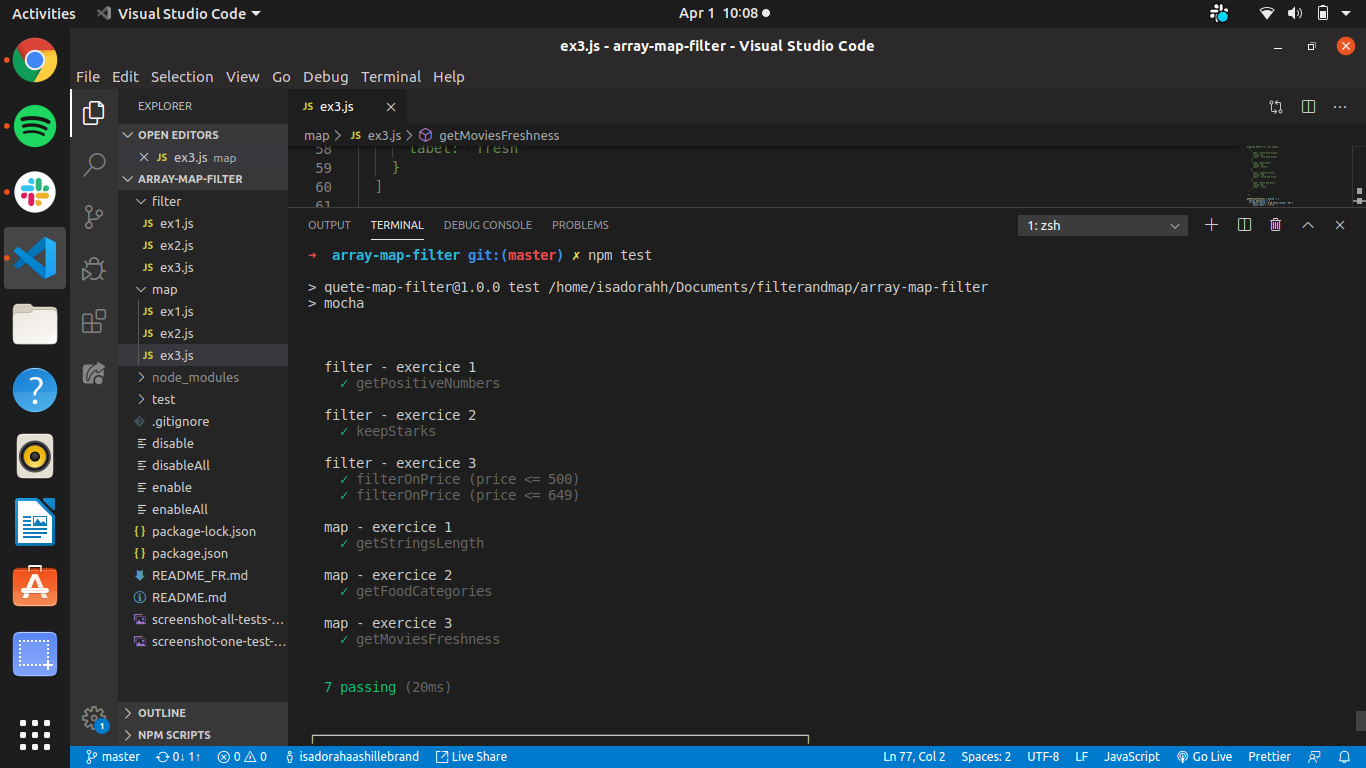 Activities
Visual Studio Code
Apr 1 10:08
ex3.js - array-map-filter - Visual Studio Code
File Edit Selection View Go Debug Terminal Help
EXPLORER
OPEN EDITORS
JS ex3.js map
ARRAY-MAP-FILTER
filter
JS ex1.js
JS ex2.js
JS ex3.js
map
JS ex1.js
JS ex2.js
JS ex3.js
node_modules
test
.gitignore
disable
disableAll
enable
enableAll
{} package-lock.json
{} package.json
README_FR.md
README.md
screenshot-all-tests-...
screenshot-one-test-...
OUTLINE
NPM SCRIPTS
JS ex3.js
map > JS ex3.js > getMoviesFreshness
58 label: 'fresh'
59 }
60 ]
61
OUTPUT TERMINAL DEBUG CONSOLE PROBLEMS
1: zsh
➜ array-map-filter git:(master) ✗ npm test
> quete-map-filter@1.0.0 test /home/isadorahh/Documents/filterandmap/array-map-filter
> mocha
filter - exercice 1
✓ getPositiveNumbers
filter - exercice 2
✓ keepStarks
filter - exercice 3
✓ filterOnPrice (price <= 500)
✓ filterOnPrice (price <= 649)
map - exercice 1
✓ getStringsLength
map - exercice 2
✓ getFoodCategories
map - exercice 3
✓ getMoviesFreshness
7 passing (20ms)
1
master 0↓ 1↑ 0 0 isadorahaashillebrand Live Share
Ln 77, Col 2 Spaces: 2 UTF-8 LF JavaScript Go Live Prettier